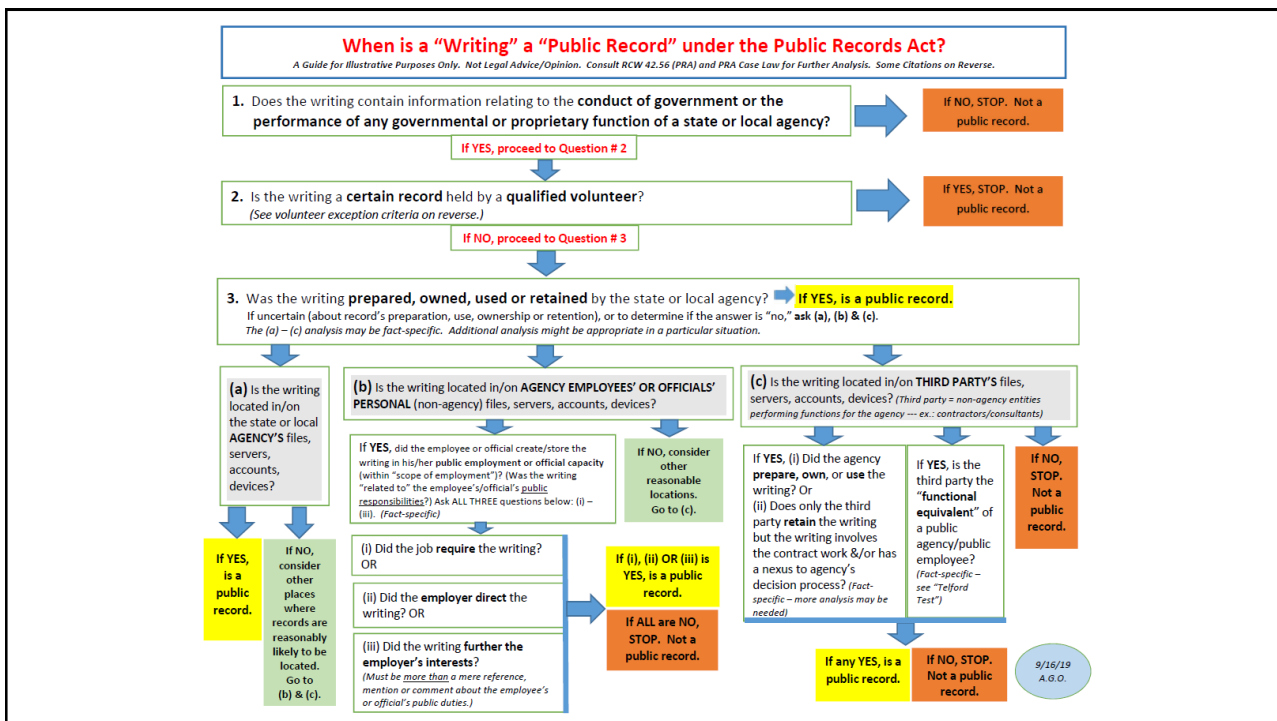 When is a “Writing” a “Public Record” under the Public Records Act?
A Guide for Illustrative Purposes Only.  Not Legal Advice/Opinion.  Consult RCW 42.56 (PRA) and PRA Case Law for Further Analysis.  Some Citations on Reverse.
1. Does the writing contain information relating to the conduct of government or the
performance of any governmental or proprietary function of a state or local agency?
If NO, STOP. Not a
public record.
If YES, proceed to Question # 2
2. Is the writing a certain record held by a qualified volunteer?
(See volunteer exception criteria on reverse.)
If YES, STOP. Not a
public record.
If NO, proceed to Question # 3
3. Was the writing prepared, owned, used or retained by the state or local agency?
If YES, is a public record.
If uncertain (about record’s preparation, use, ownership or retention), or to determine if the answer is “no,” ask (a), (b) & (c).
The (a) – (c) analysis may be fact-specific. Additional analysis might be appropriate in a particular situation.
(a) Is the writing
located in/on
the state or local
AGENCY’S files,
servers,
accounts,
devices?
If YES,
is a
public
record.
If NO,
consider
other
places
where
records are
reasonably
likely to be
located.
Go to
(b) & (c).
(b) Is the writing located in/on AGENCY EMPLOYEES’ OR OFFICIALS’
PERSONAL (non-agency) files, servers, accounts, devices?
If YES, did the employee or official create/store the
writing in his/her public employment or official capacity
(within “scope of employment”)? (Was the writing
“related to” the employee’s/official’s public
responsibilities?) Ask ALL THREE questions below: (i) –
(iii). (Fact-specific)
If NO, consider
other
reasonable
locations.
Go to (c).
(i) Did the job require the writing?
OR
(ii) Did the employer direct the
writing? OR
(iii) Did the writing further the
employer’s interests?
(Must be more than a mere reference,
mention or comment about the employee’s
or official’s public duties.)
If (i), (ii) OR (iii) is
YES, is a public
record.
If ALL are NO,
STOP. Not a
public record.
(c) Is the writing located in/on THIRD PARTY’S files,
servers, accounts, devices? (Third party = non-agency entities
performing functions for the agency --- ex.: contractors/consultants)
If YES, (i) Did the agency
prepare, own, or use the
writing? Or
(ii) Does only the third
party retain the writing
but the writing involves
the contract work &/or has
a nexus to agency’s
decision process? (Fact-
specific – more analysis may be
needed)
If YES, is the
third party the
“functional
equivalent” of
a public
agency/public
employee?
(Fact-specific –
see “Telford
Test”)
If NO,
STOP.
Not a
public
record.
If any YES, is a
public record.
If NO, STOP.
Not a public
record.
9/16/19
A.G.O.